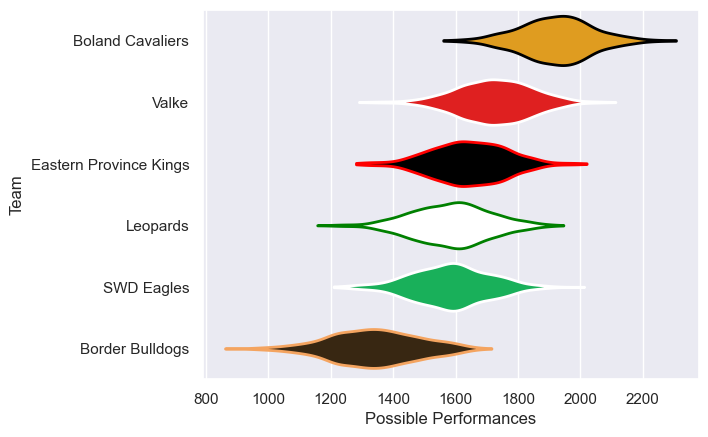 Boland Cavaliers
Valke
Eastern Province Kings
Leopards
SWD Eagles
Border Bulldogs
Team
800 1000 1200 1400 1600 1800 2000 2200
Possible Performances